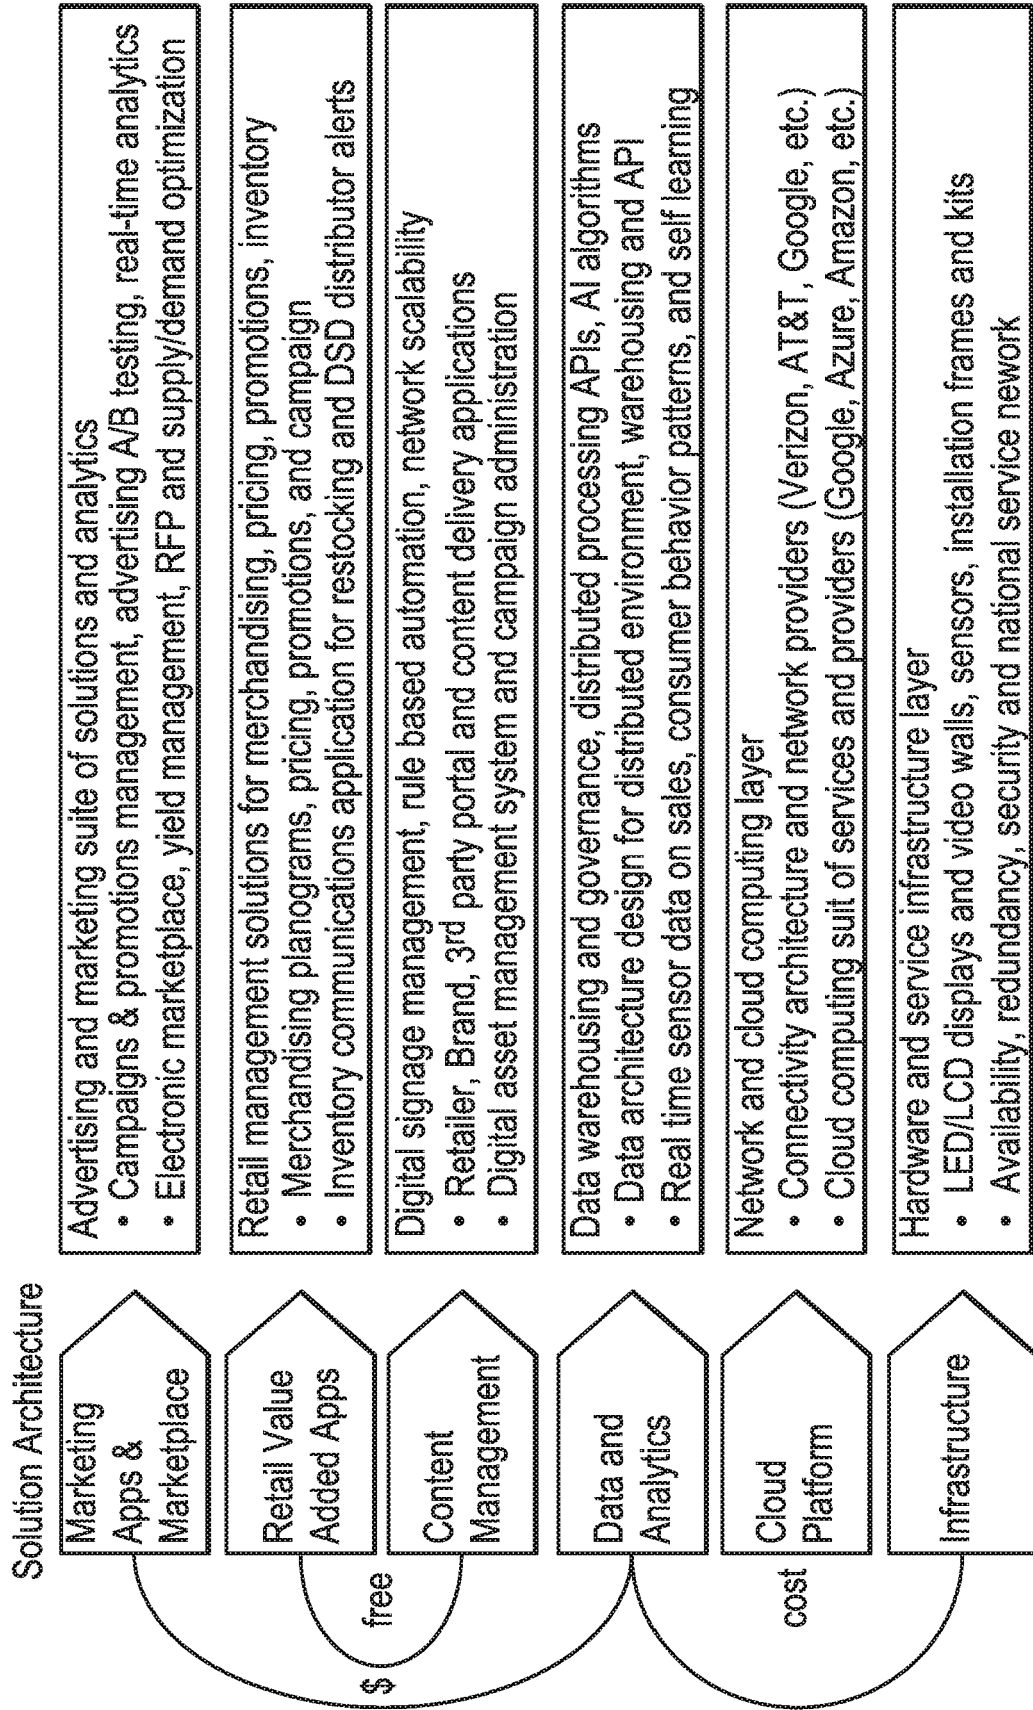 Solution Architecture
$
free
cost
Marketing
Apps &
Marketplace
Advertising and marketing suite of solutions and analytics
• Campaigns & promotions management, advertising A/B testing, real-time analytics
• Electronic marketplace, yield management, RFP and supply/demand optimization
Retail Value
Added Apps
Retail management solutions for merchandising, pricing, promotions, inventory
• Merchandising planograms, pricing, promotions, and campaign
• Inventory communications application for restocking and DSD distributor alerts
Content
Management
Digital signage management, rule based automation, network scalability
• Retailer, Brand, 3rd party portal and content delivery applications
• Digital asset management system and campaign administration
Data and
Analytics
Data warehousing and governance, distributed processing APIs, AI algorithms
• Data architecture design for distributed environment, warehousing and API
• Real time sensor data on sales, consumer behavior patterns, and self learning
Cloud
Platform
Network and cloud computing layer
• Connectivity architecture and network providers (Verizon, AT&T, Google, etc.)
• Cloud computing suit of services and providers (Google, Azure, Amazon, etc.)
Infrastructure
Hardware and service infrastructure layer
• LED/LCD displays and video walls, sensors, installation frames and kits
• Availability, redundancy, security and national service nework